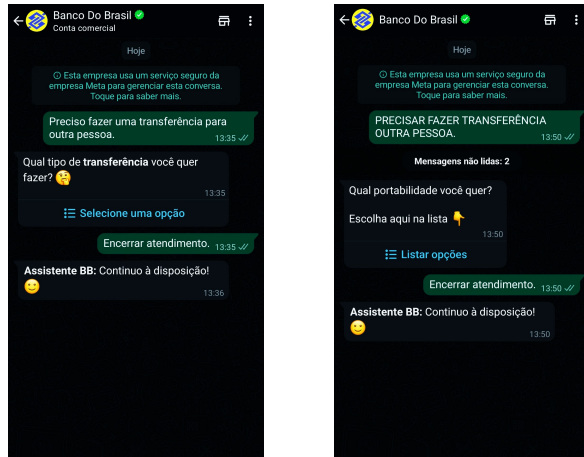 Banco Do Brasil
Conta comercial
Hoje
Esta empresa usa um serviço seguro da
empresa Meta para gerenciar esta conversa.
Toque para saber mais.
Preciso fazer uma transferência para
outra pessoa.
13:35
Qual tipo de transferência você quer
fazer? 🤔
13:35
Selecione uma opção
Encerrar atendimento. 13:35
Assistente BB: Continuo à disposição!
🙂
13:36
Banco Do Brasil
Hoje
Esta empresa usa um serviço seguro da
empresa Meta para gerenciar esta conversa.
Toque para saber mais.
PRECISAR FAZER TRANSFERÊNCIA
OUTRA PESSOA.
13:50
Mensagens não lidas: 2
Qual portabilidade você quer?
Escolha aqui na lista 👇
13:50
Listar opções
Encerrar atendimento. 13:50
Assistente BB: Continuo à disposição!
🙂
13:50